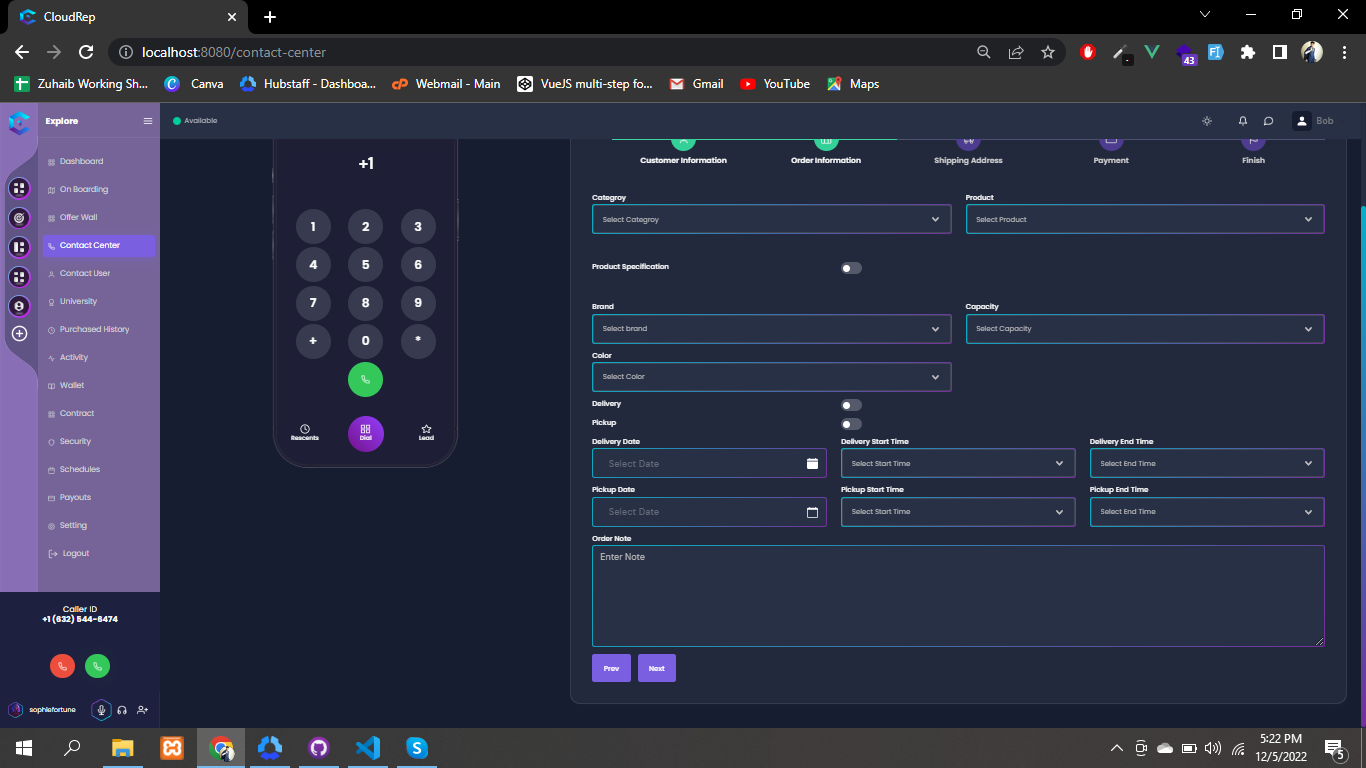 CloudRep
localhost:8080/contact-center
43
Zuhaib Working Sh...
Canva
Hubstaff - Dashboa...
Webmail - Main
VueJS multi-step fo...
Gmail
YouTube
Maps
Explore
Available
Bob
Dashboard
On Boarding
Offer Wall
Contact Center
Contact User
University
Purchased History
Activity
Wallet
Contract
Security
Schedules
Payouts
Setting
Logout
Caller ID
+1 (632) 544-6474
sophiefortune
+1
1 2 3
4 5 6
7 8 9
+ 0 *
Rescents
Dial
Lead
Customer Information
Order Information
Shipping Address
Payment
Finish
Categroy
Product
Select Categroy
Select Product
Product Specification
Brand
Capacity
Select brand
Select Capacity
Color
Select Color
Delivery
Pickup
Delivery Date
Delivery Start Time
Delivery End Time
Select Date
Select Start Time
Select End Time
Pickup Date
Pickup Start Time
Pickup End Time
Select Date
Select Start Time
Select End Time
Order Note
Enter Note
Prev
Next
5:22 PM
12/5/2022
5